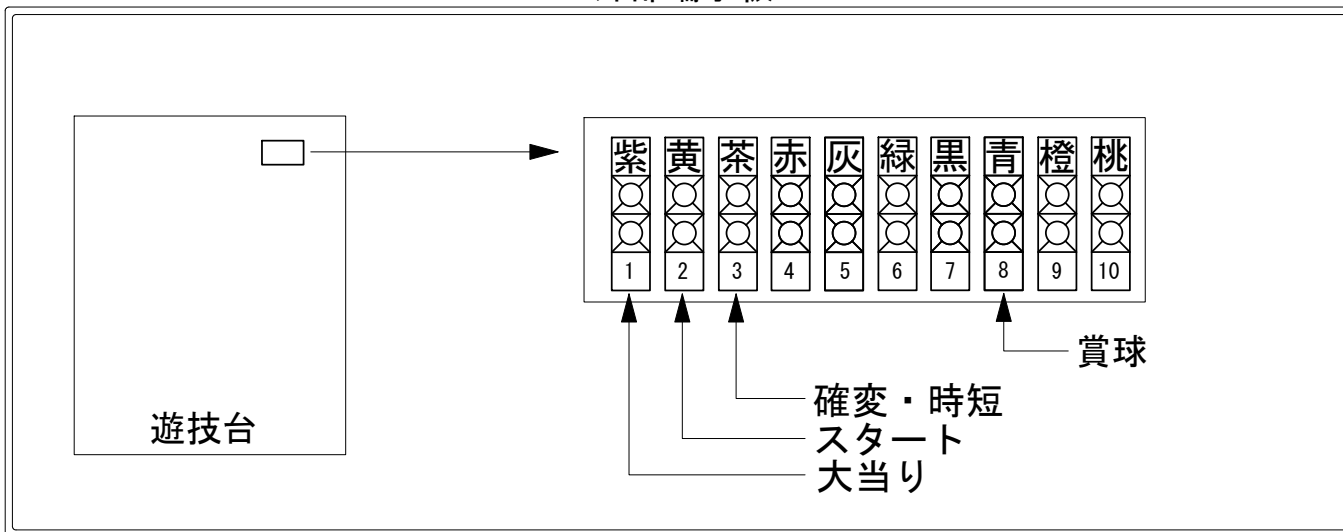 紫 黄 茶 赤 灰 緑 黒 青 橙 桃
1 2 3 4 5 6 7 8 9 10
賞球
確変・時短
スタート
大当り
遊技台